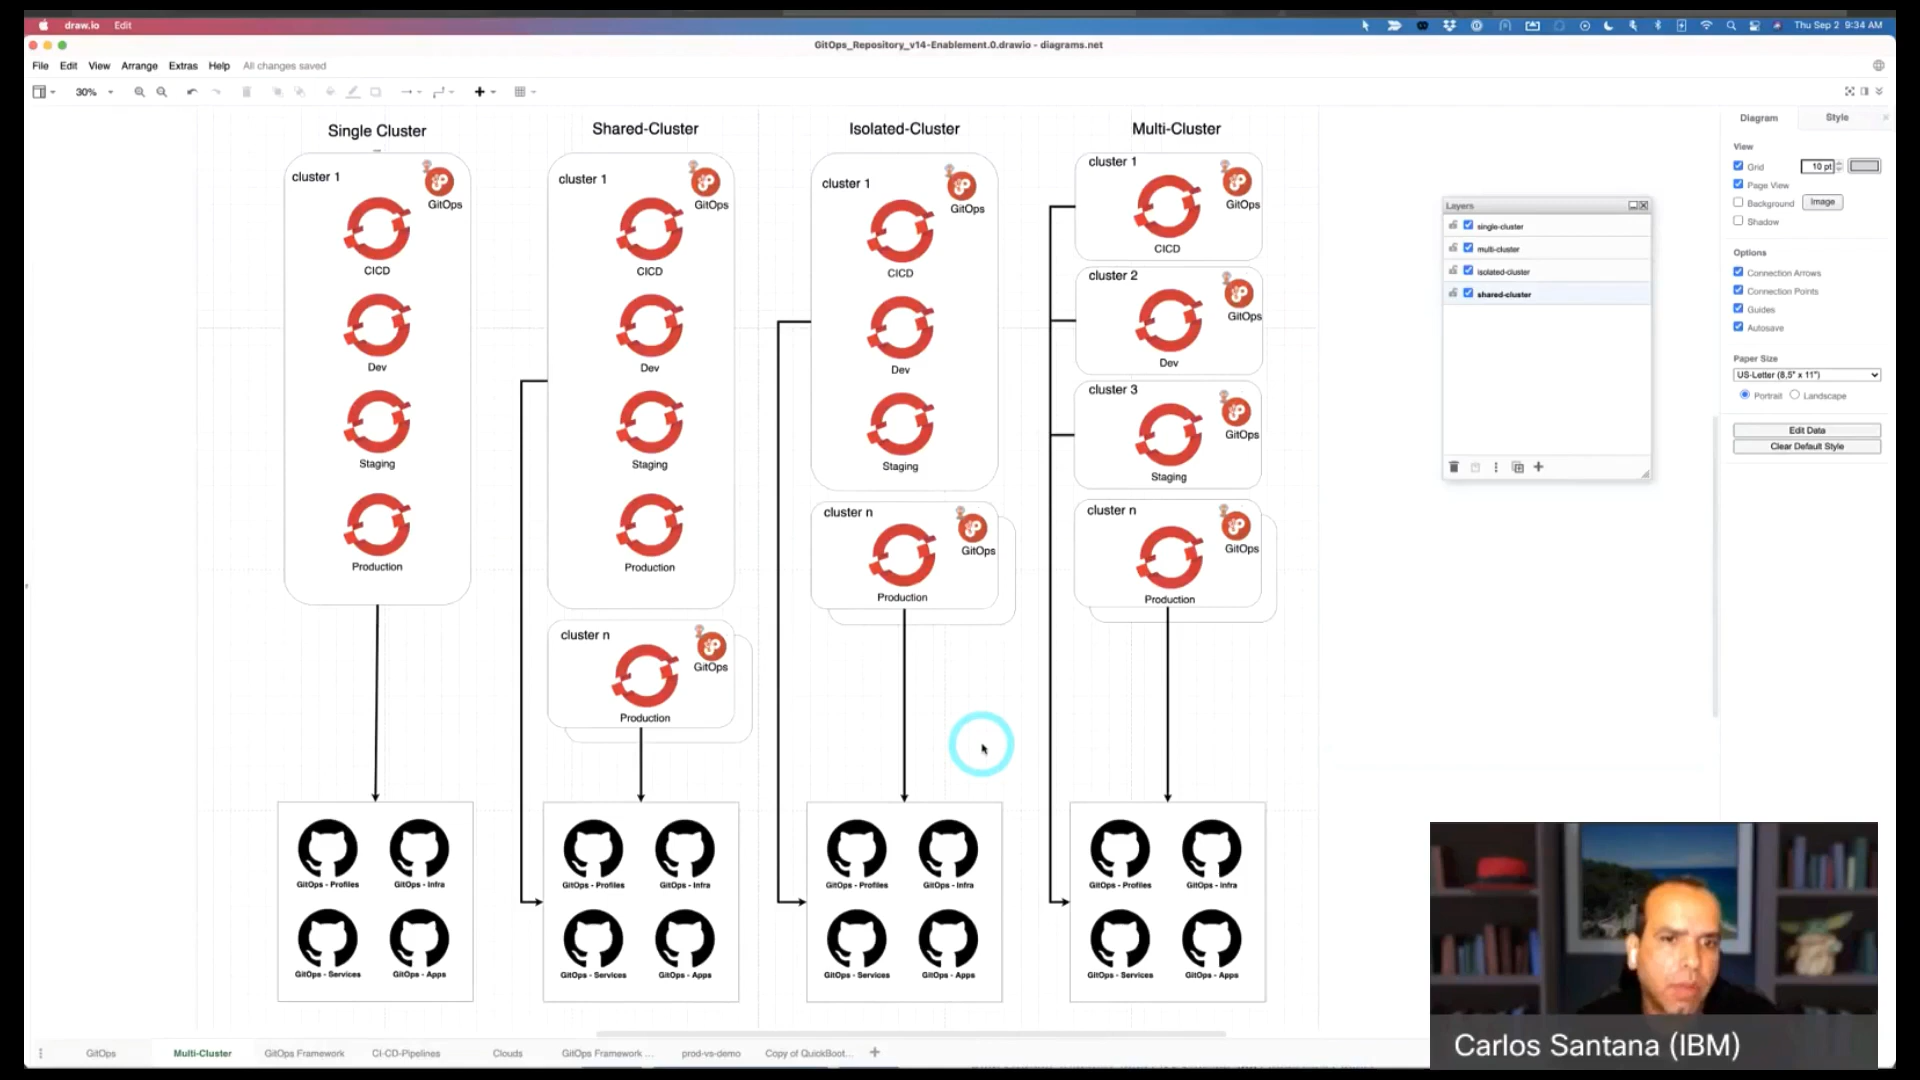 draw.io Edit
Thu Sep 2 9:34 AM
GitOps_Repository_v14-Enablement.0.drawio - diagrams.net
File Edit View Arrange Extras Help All changes saved
30%
Diagram Style
View
Grid 10 pt
Page View
Background Image
Shadow
Options
Connection Arrows
Connection Points
Guides
Autosave
Paper Size
US-Letter (8.5" x 11")
Portrait Landscape
Edit Data
Clear Default Style
Layers
single-cluster
multi-cluster
isolated-cluster
shared-cluster
Single Cluster
cluster 1
GitOps
CICD
Dev
Staging
Production
GitOps - Profiles GitOps - Infra
GitOps - Services GitOps - Apps
Shared-Cluster
cluster 1
GitOps
CICD
Dev
Staging
Production
cluster n
GitOps
Production
GitOps - Profiles GitOps - Infra
GitOps - Services GitOps - Apps
Isolated-Cluster
cluster 1
GitOps
CICD
Dev
Staging
cluster n
GitOps
Production
GitOps - Profiles GitOps - Infra
GitOps - Services GitOps - Apps
Multi-Cluster
cluster 1
GitOps
CICD
cluster 2
GitOps
Dev
cluster 3
GitOps
Staging
cluster n
GitOps
Production
GitOps - Profiles GitOps - Infra
GitOps - Services GitOps - Apps
GitOps Multi-Cluster GitOps Framework CI-CD-Pipelines Clouds GitOps Framework ... prod-vs-demo Copy of QuickBoot...
Carlos Santana (IBM)